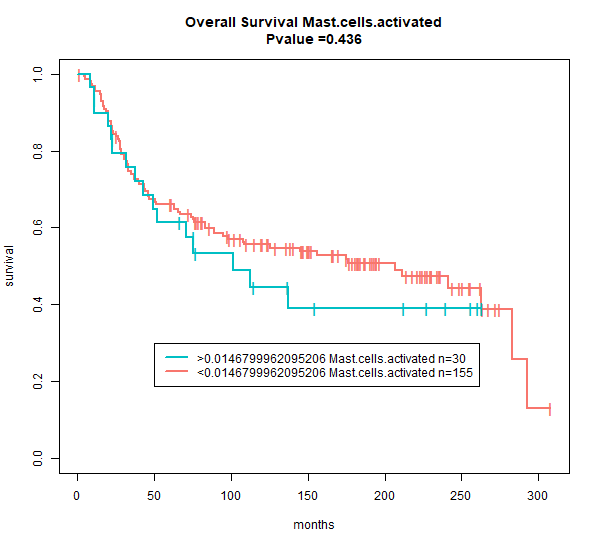 Overall Survival Mast.cells.activated
Pvalue =0.436
1.0
0.8
0.6
0.4
0.2
0.0
survival
>0.0146799962095206 Mast.cells.activated n=30
<0.0146799962095206 Mast.cells.activated n=155
0 50 100 150 200 250 300
months